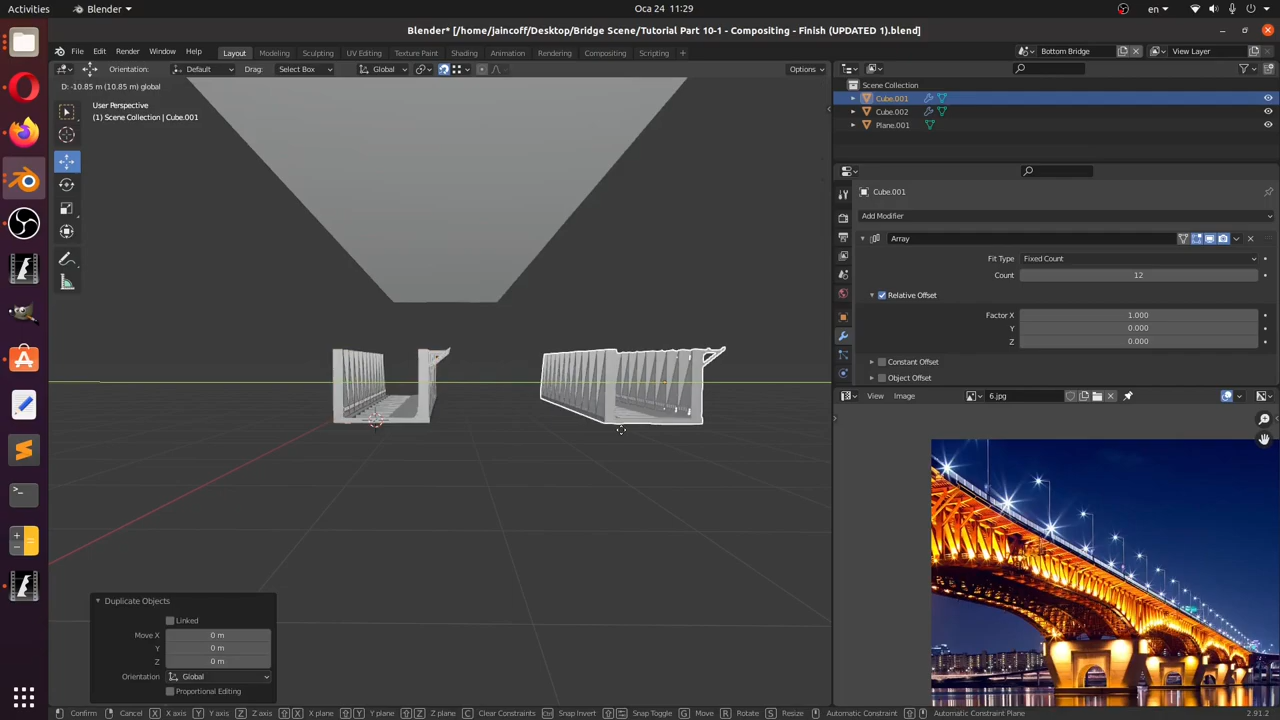 Activities
Blender
Oca 24 11:29
en
Blender* [/home/jaincoff/Desktop/Bridge Scene/Tutorial Part 10-1 - Compositing - Finish (UPDATED 1).blend]
File Edit Render Window Help
Layout Modeling Sculpting UV Editing Texture Paint Shading Animation Rendering Compositing Scripting +
Bottom Bridge
View Layer
Orientation: Default Drag: Select Box Global Options
D: -10.85 m (10.85 m) global
User Perspective
(1) Scene Collection | Cube.001
Scene Collection
Cube.001
Cube.002
Plane.001
Cube.001
Add Modifier
Array
Fit Type Fixed Count
Count 12
Relative Offset
Factor X 1.000
Y 0.000
Z 0.000
Constant Offset
Object Offset
View Image 6.jpg
Duplicate Objects
Linked
Move X 0 m
Y 0 m
Z 0 m
Orientation Global
Proportional Editing
Confirm Cancel X X axis Y Y axis Z Z axis X X plane Y Y plane Z Z plane C Clear Constraints Snap Invert Snap Toggle G Move R Rotate S Resize Automatic Constraint Automatic Constraint Plane 2.91.2